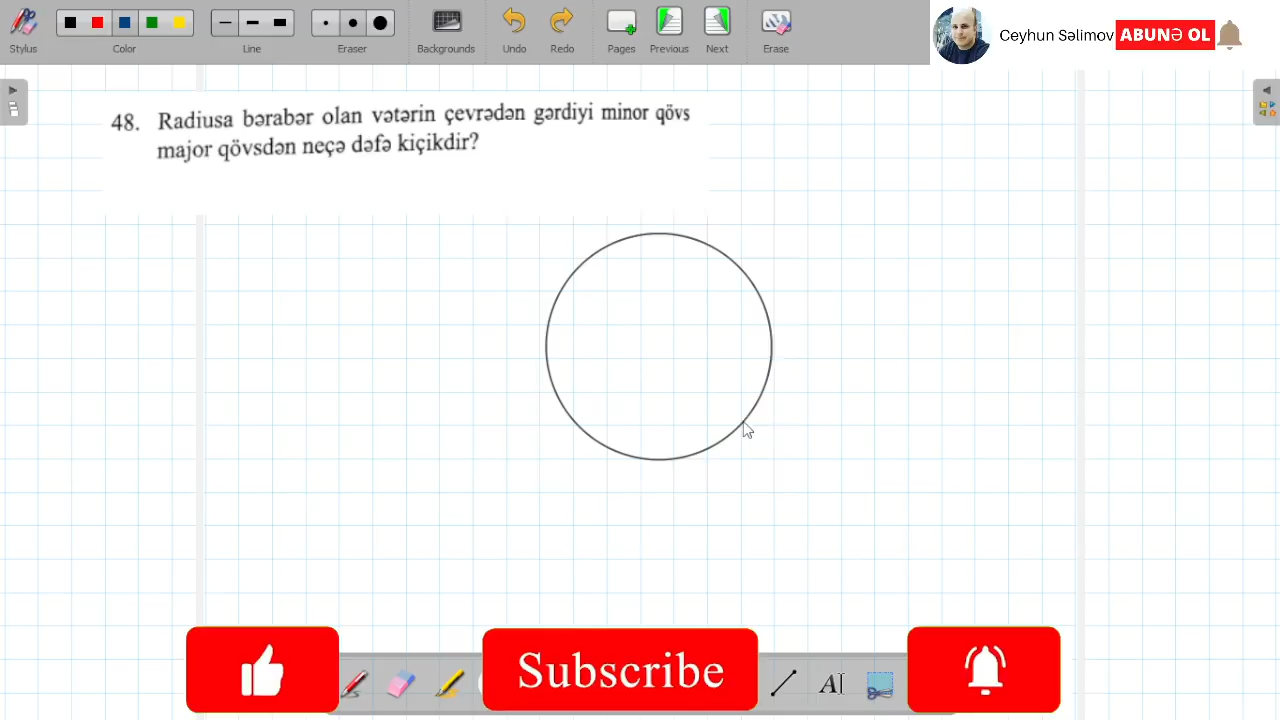 Stylus
Color
Line
Eraser
Backgrounds
Undo
Redo
Pages
Previous
Next
Erase
Ceyhun Səlimov
ABUNƏ OL
48. Radiusa bərabər olan vətərin çevrədən gərdiyi minor qövs
major qövsdən neçə dəfə kiçikdir?
Subscribe